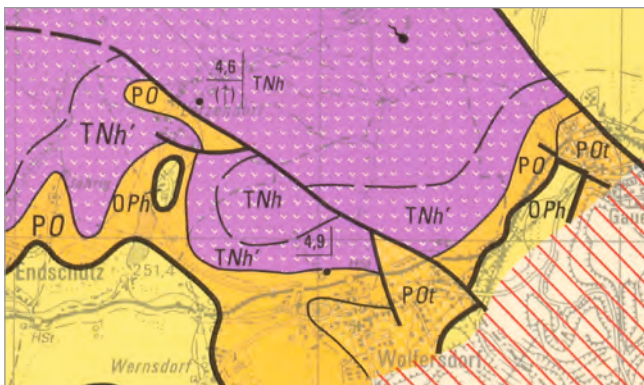 4,6
(†)
TNh
PO
TNh'
POt
PO
TNh
OPh
OPh
TNh'
PO
TNh'
4,9
Endschütz
251,4
POt
HSt
Wernsdorf
Wolfersdorf